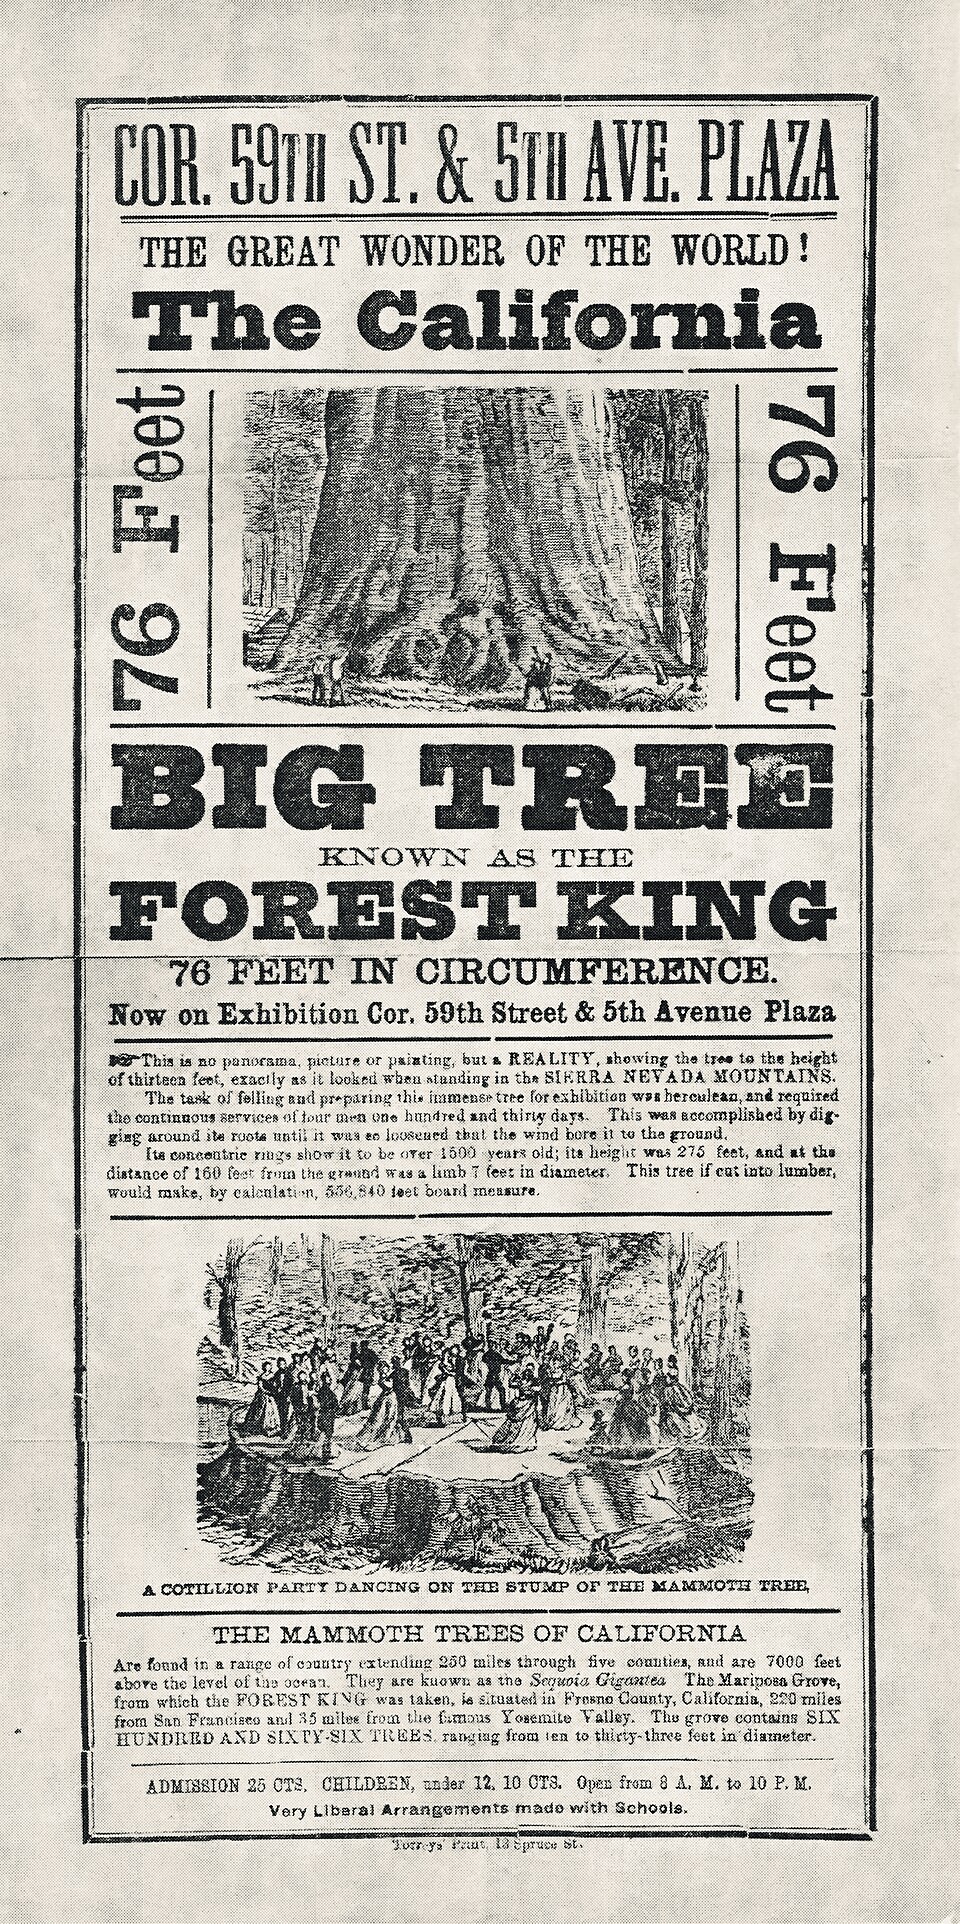 COR. 59TH ST. & 5TH AVE. PLAZA
THE GREAT WONDER OF THE WORLD!
The California
76 Feet
76 Feet
BIG TREE
KNOWN AS THE
FOREST KING
76 FEET IN CIRCUMFERENCE.
Now on Exhibition Cor. 59th Street & 5th Avenue Plaza
☞This is no panorama, picture or painting, but a REALITY, showing the tree to the height
of thirteen feet, exactly as it looked when standing in the SIERRA NEVADA MOUNTAINS.
The task of felling and preparing this immense tree for exhibition was herculean, and required
the continuous services of four men one hundred and thirty days. This was accomplished by dig-
ging around its roots until it was so loosened that the wind bore it to the ground.
Its concentric rings show it to be over 1500 years old; its height was 275 feet, and at the
distance of 160 feet from the ground was a limb 7 feet in diameter. This tree if cut into lumber,
would make, by calculation, feet board measure.
A COTILLION PARTY DANCING ON THE STUMP OF THE MAMMOTH TREE,
THE MAMMOTH TREES OF CALIFORNIA
Are found in a range of country extending 250 miles through five counties, and are 7000 feet
above the level of the ocean. They are known as the Sequoia Gigantea The Mariposa Grove,
from which the FOREST KING was taken, is situated in Fresno County, California, 220 miles
from San Francisco and 35 miles from the famous Yosemite Valley. The grove contains SIX
HUNDRED AND SIXTY-SIX TREES, ranging from ten to thirty-three feet in diameter.
ADMISSION 25 CTS. CHILDREN, under 12, 10 CTS. Open from 8 A. M. to 10 P. M.
Very Liberal Arrangements made with Schools.
Torreys' Print, 13 Spruce St.